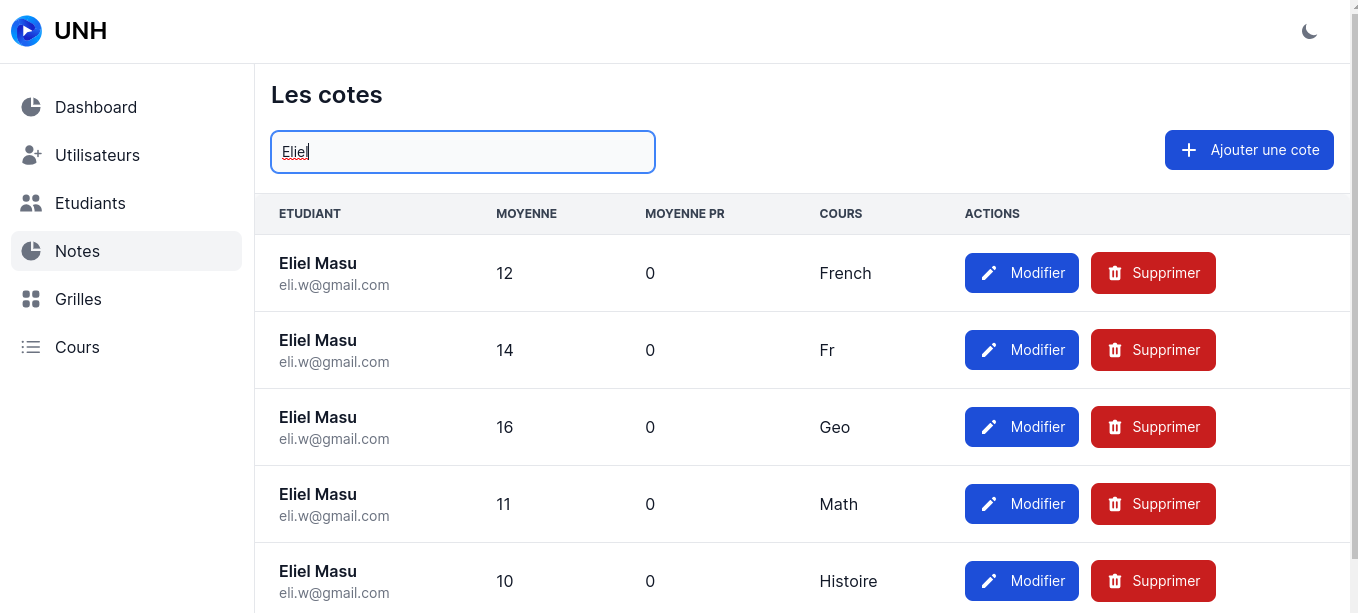 UNH
Dashboard
Utilisateurs
Etudiants
Notes
Grilles
Cours
Les cotes
Eliel
Ajouter une cote
ETUDIANT MOYENNE MOYENNE PR COURS ACTIONS
Eliel Masu
eli.w@gmail.com
12 0 French Modifier Supprimer
Eliel Masu
eli.w@gmail.com
14 0 Fr Modifier Supprimer
Eliel Masu
eli.w@gmail.com
16 0 Geo Modifier Supprimer
Eliel Masu
eli.w@gmail.com
11 0 Math Modifier Supprimer
Eliel Masu
eli.w@gmail.com
10 0 Histoire Modifier Supprimer